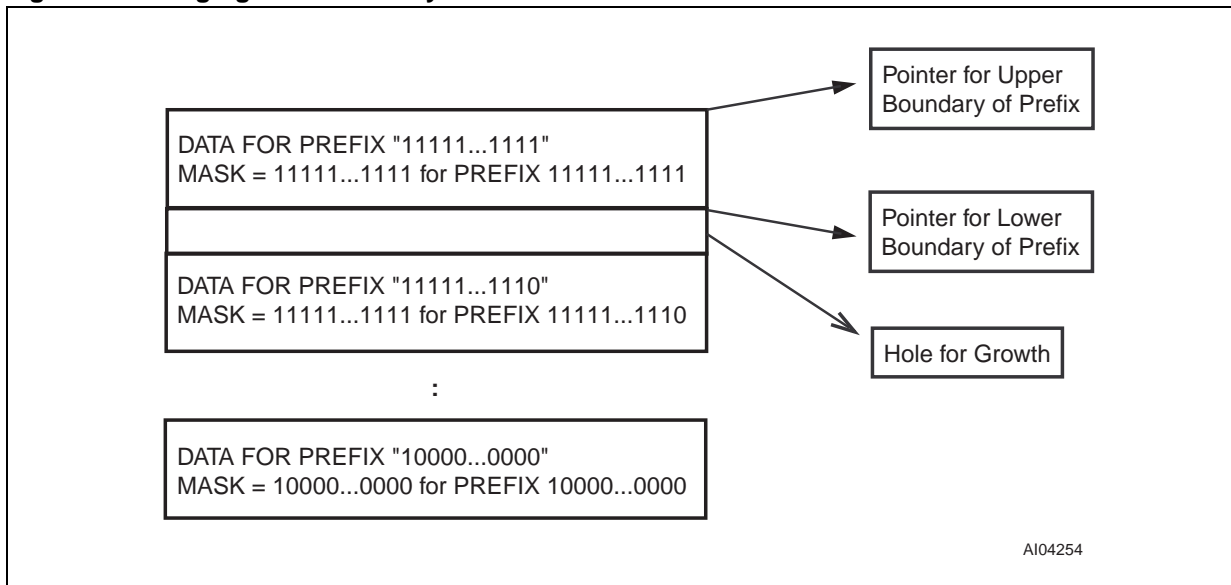 DATA FOR PREFIX "11111...1111"
MASK = 11111...1111 for PREFIX 11111...1111
DATA FOR PREFIX "11111...1110"
MASK = 11111...1111 for PREFIX 11111...1110
:
DATA FOR PREFIX "10000...0000"
MASK = 10000...0000 for PREFIX 10000...0000
Pointer for Upper
Boundary of Prefix
Pointer for Lower
Boundary of Prefix
Hole for Growth
AI04254